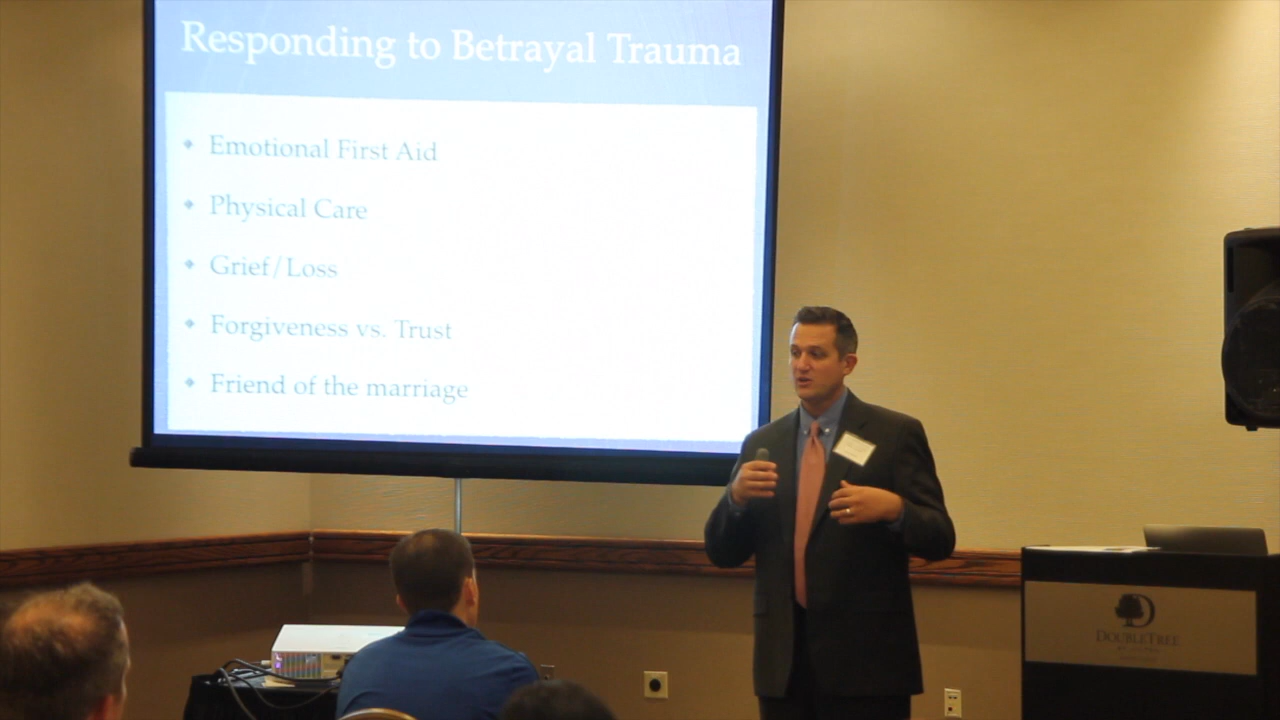 Responding to Betrayal Trauma
Emotional First Aid
Physical Care
Grief/Loss
Forgiveness vs. Trust
Friend of the marriage
D
DOUBLETREE